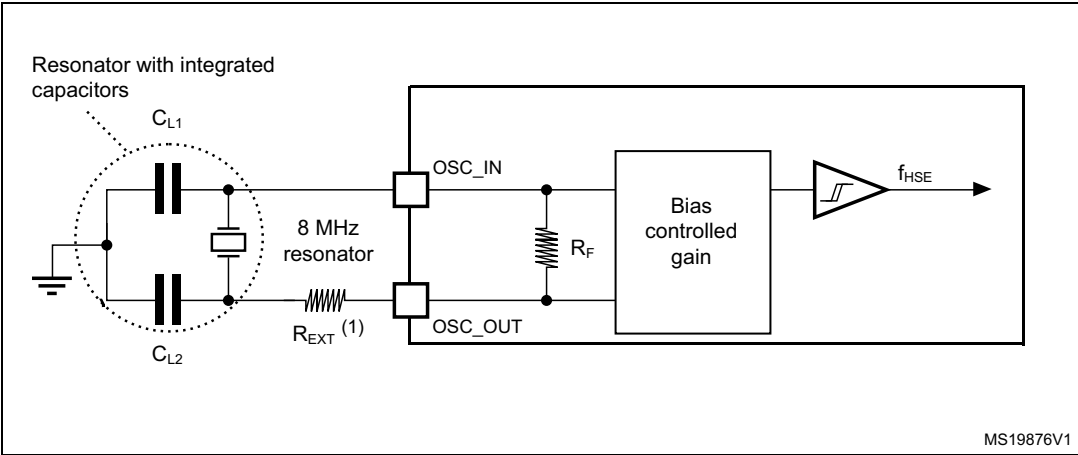 Resonator with integrated
capacitors
CL1
OSC_IN
fHSE
8 MHz
resonator
RF
Bias
controlled
gain
REXT (1)
OSC_OUT
CL2
MS19876V1